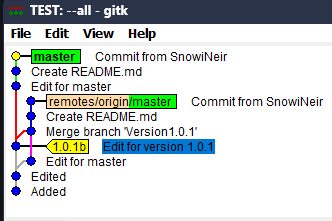 TEST: --all - gitk
File Edit View Help
master Commit from SnowiNeir
Create README.md
Edit for master
remotes/origin/master Commit from SnowiNeir
Create README.md
Merge branch 'Version1.0.1'
1.0.1b Edit for version 1.0.1
Edit for master
Edited
Added